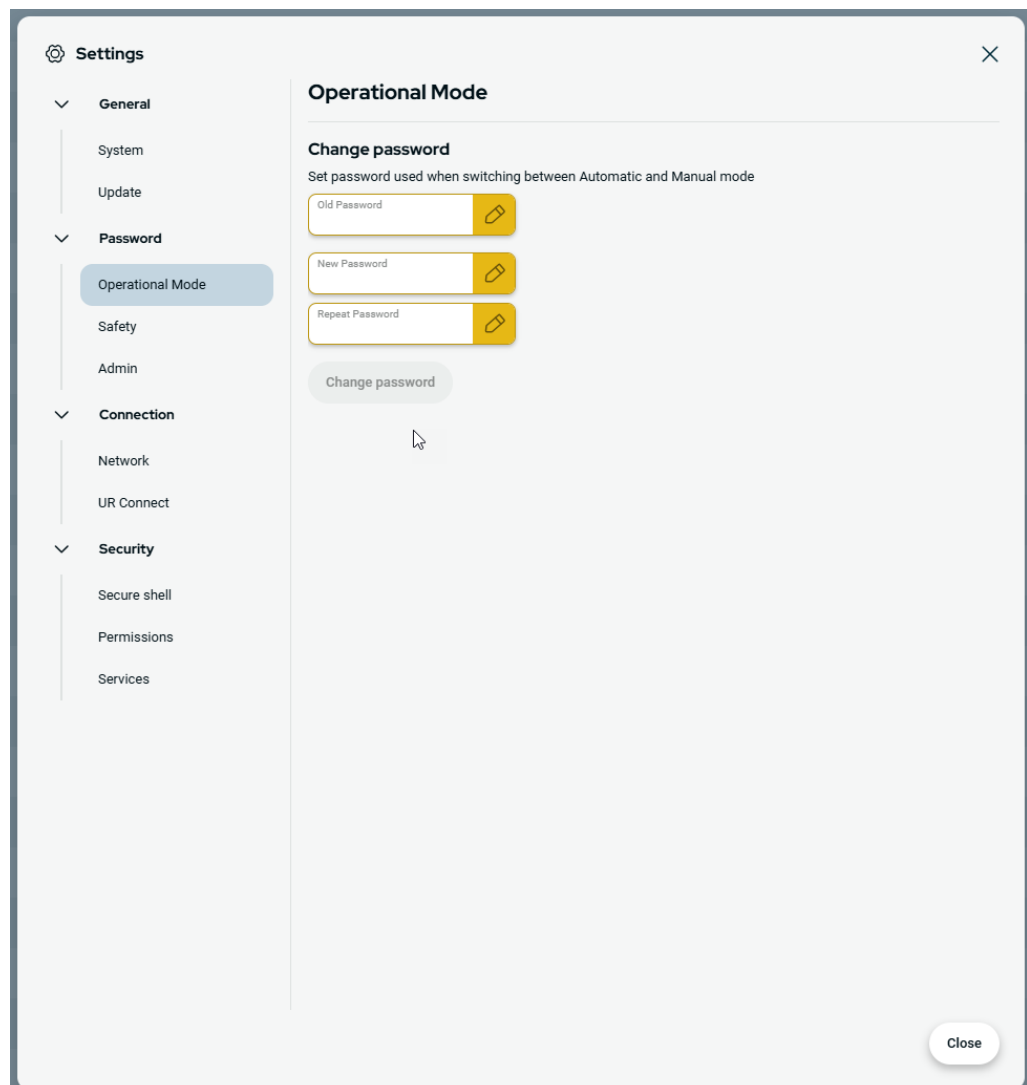 Settings
General
System
Update
Password
Operational Mode
Safety
Admin
Connection
Network
UR Connect
Security
Secure shell
Permissions
Services
Operational Mode
Change password
Set password used when switching between Automatic and Manual mode
Old Password
New Password
Repeat Password
Change password
Close